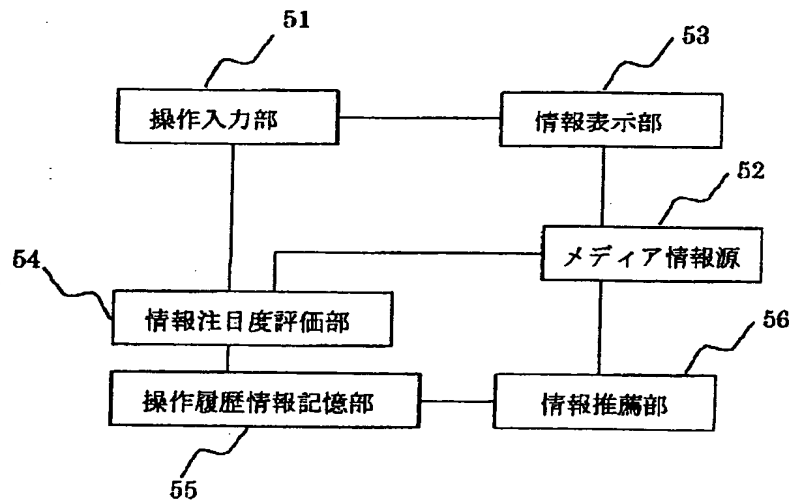 51
53
操作入力部
情報表示部
52
メディア情報源
54
情報注目度評価部
56
操作履歴情報記憶部
情報推薦部
55